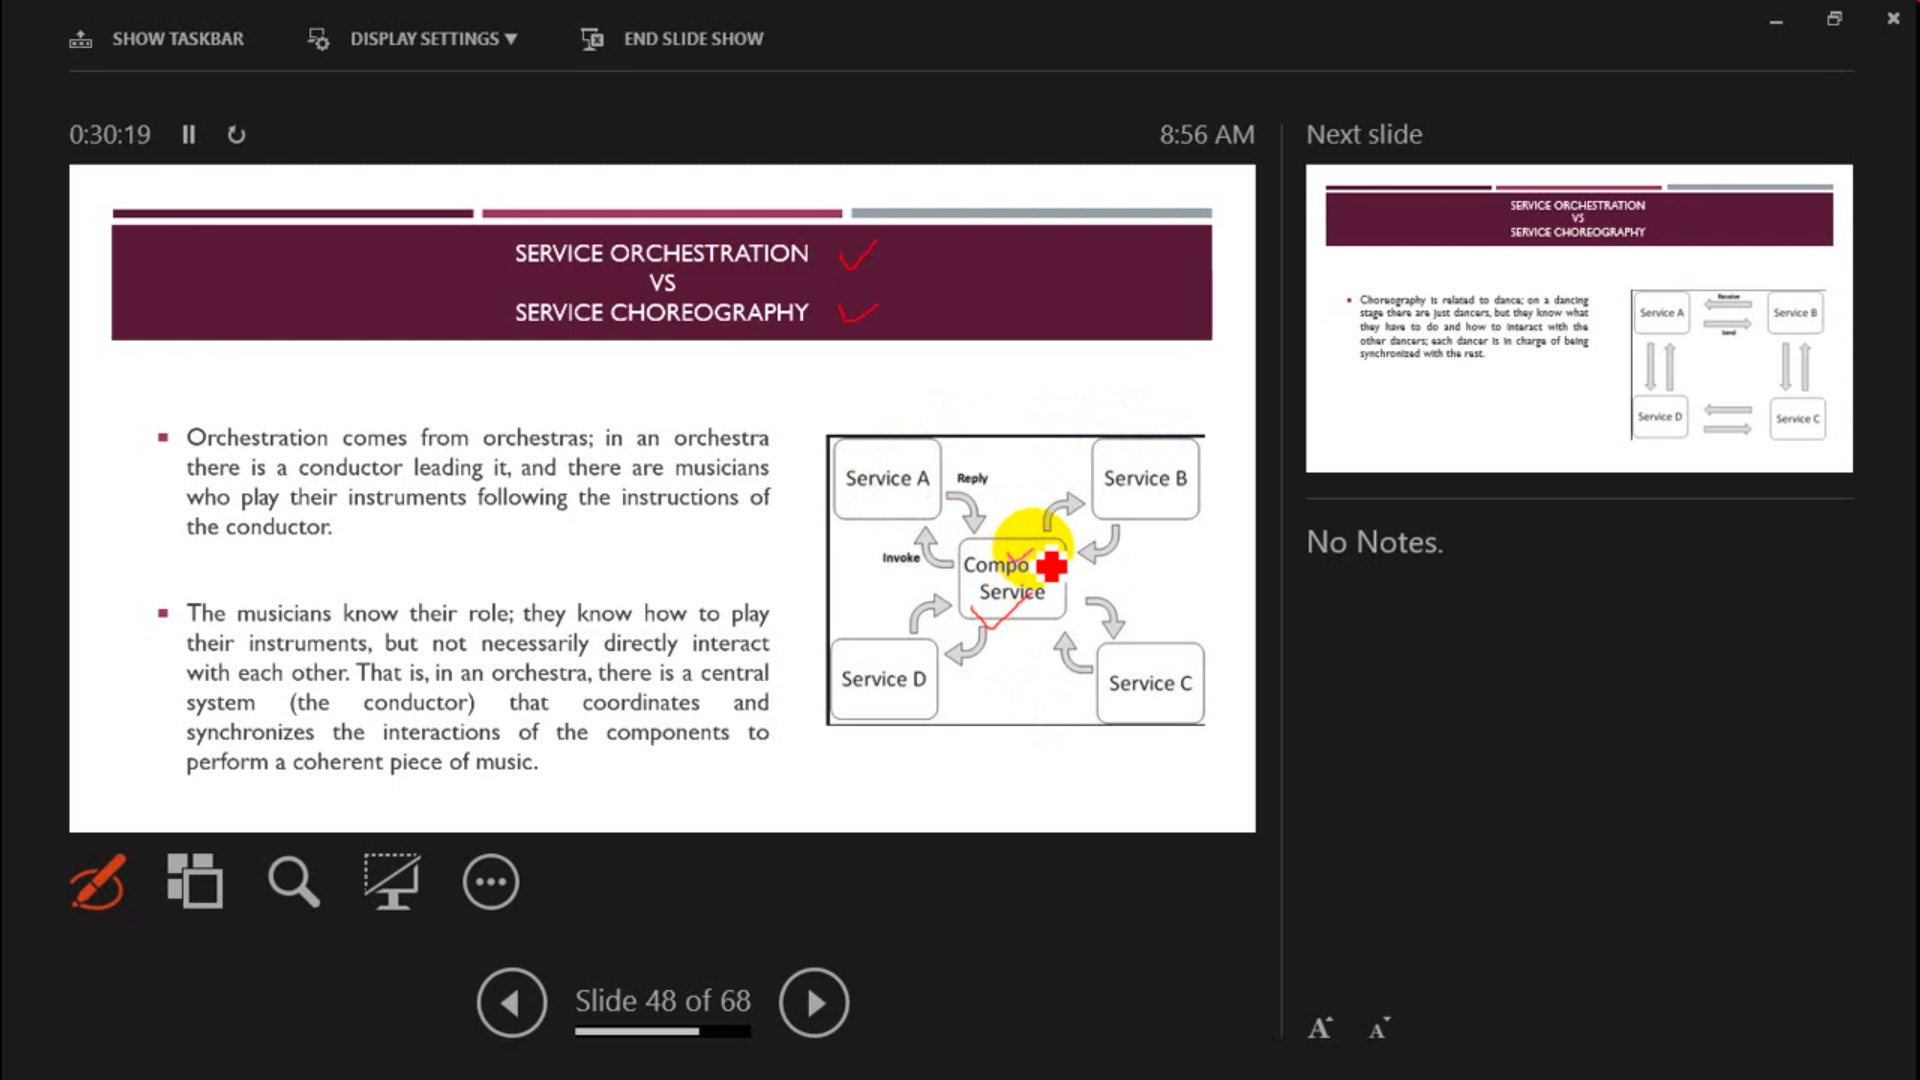 SHOW TASKBAR
DISPLAY SETTINGS
END SLIDE SHOW
0:30:19
8:56 AM
Next slide
SERVICE ORCHESTRATION
VS
SERVICE CHOREOGRAPHY
Orchestration comes from orchestras; in an orchestra
there is a conductor leading it, and there are musicians
who play their instruments following the instructions of
the conductor.
The musicians know their role; they know how to play
their instruments, but not necessarily directly interact
with each other. That is, in an orchestra, there is a central
system (the conductor) that coordinates and
synchronizes the interactions of the components to
perform a coherent piece of music.
Service A
Reply
Service B
Invoke
Compo
Service
Service D
Service C
SERVICE ORCHESTRATION
VS
SERVICE CHOREOGRAPHY
Choreography is related to dance; on a dancing
stage there are just dancers, but they know what
they have to do and how to interact with the
other dancers; each dancer is in charge of being
synchronized with the rest.
Service A
Receive
Service B
Send
Service D
Service C
No Notes.
Slide 48 of 68
A A